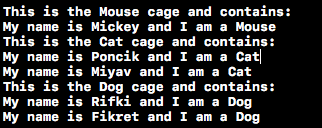 This is the Mouse cage and contains:
My name is Mickey and I am a Mouse
This is the Cat cage and contains:
My name is Poncik and I am a Cat
My name is Miyav and I am a Cat
This is the Dog cage and contains:
My name is Rifki and I am a Dog
My name is Fikret and I am a Dog